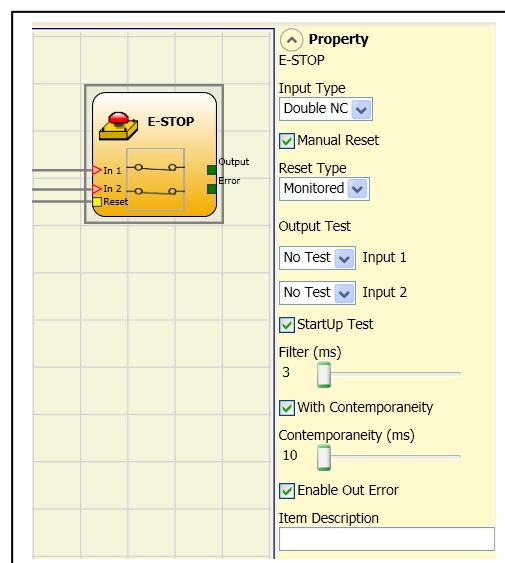 E-STOP
In 1
In 2
Reset
Output
Error
Property
E-STOP
Input Type
Double NC
Manual Reset
Reset Type
Monitored
Output Test
No Test Input 1
No Test Input 2
StartUp Test
Filter (ms)
3
With Contemporaneity
Contemporaneity (ms)
10
Enable Out Error
Item Description